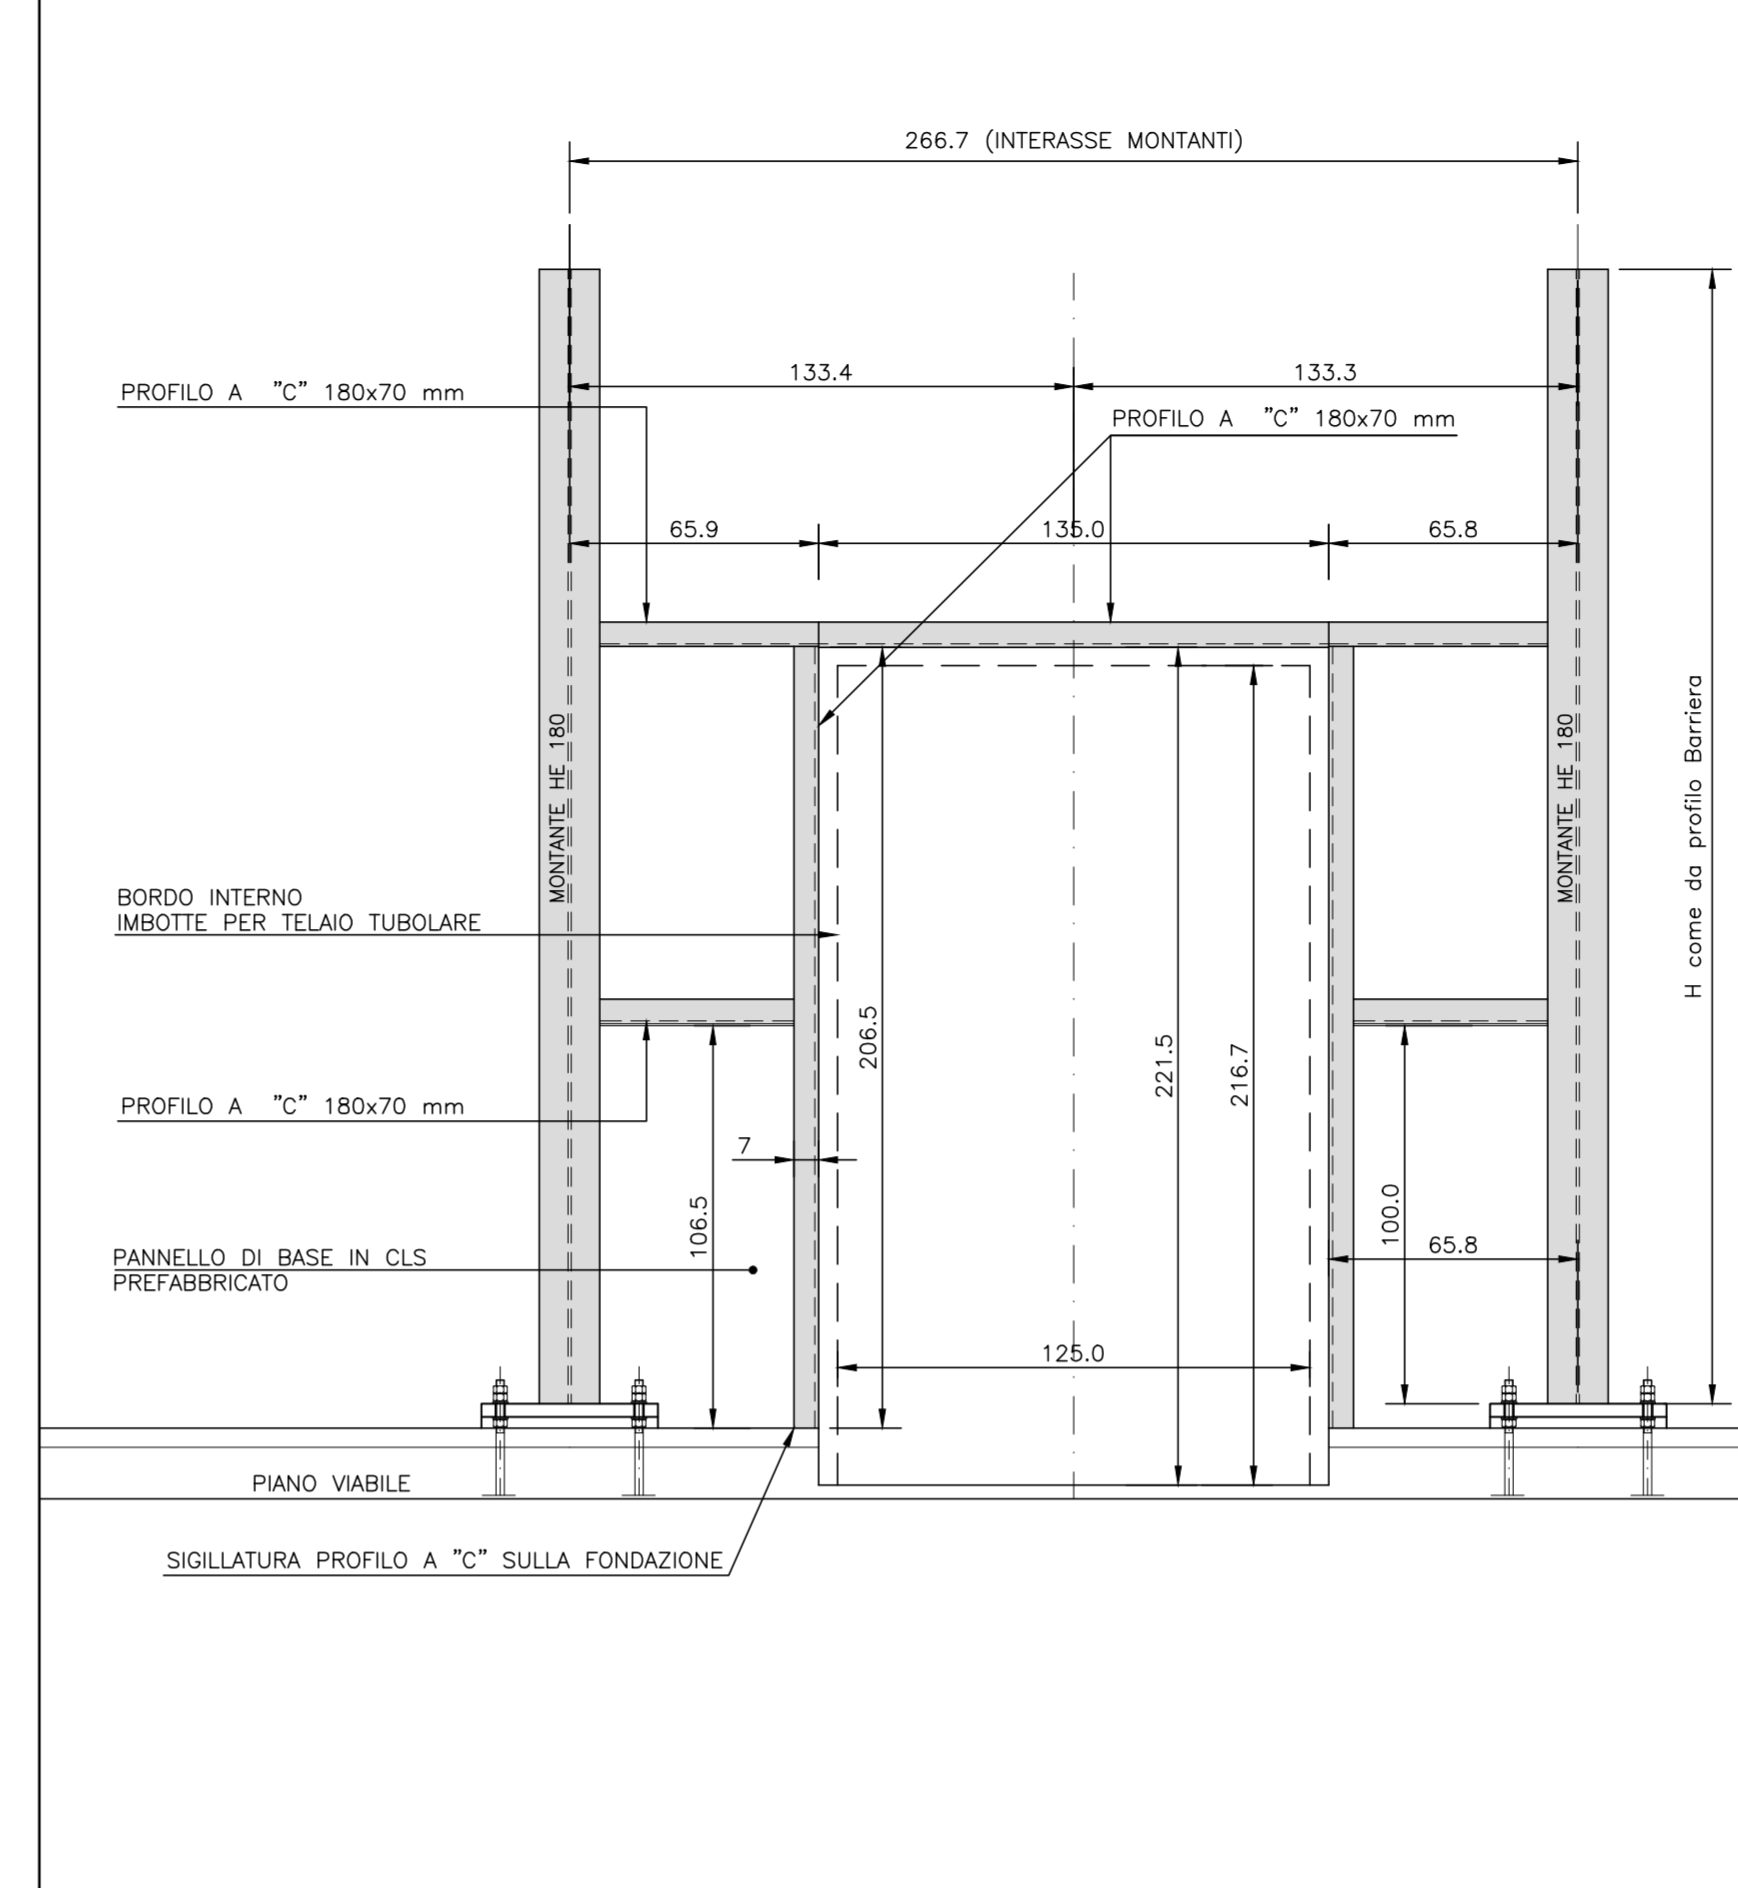 266.7 (INTERASSE MONTANTI)
133.4
133.3
PROFILO A "C" 180x70 mm
PROFILO A "C" 180x70 mm
65.9
135.0
65.8
MONTANTE HE 180
MONTANTE HE 180
H come da profilo Barriera
BORDO INTERNO
IMBOTTE PER TELAIO TUBOLARE
206.5
221.5
216.7
PROFILO A "C" 180x70 mm
7
106.5
100.0
65.8
PANNELLO DI BASE IN CLS
PREFABBRICATO
125.0
PIANO VIABILE
SIGILLATURA PROFILO A "C" SULLA FONDAZIONE